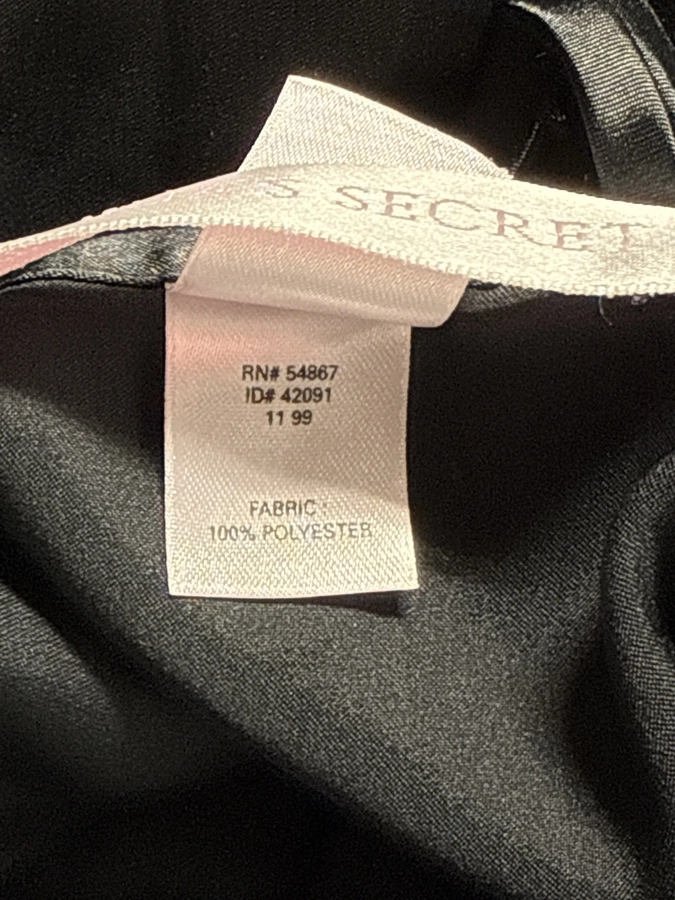 S SECRET
RN# 54867
ID# 42091
11 99
FABRIC :
100% POLYESTER